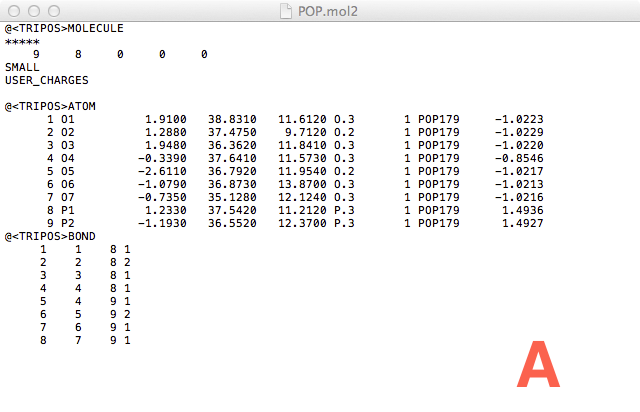 POP.mol2
@<TRIPOS>MOLECULE
*****
9 8 0 0 0
SMALL
USER_CHARGES
@<TRIPOS>ATOM
1 O1 1.9100 38.8310 11.6120 O.3 1 POP179 -1.0223
2 O2 1.2880 37.4750 9.7120 O.2 1 POP179 -1.0229
3 O3 1.9480 36.3620 11.8410 O.3 1 POP179 -1.0220
4 O4 -0.3390 37.6410 11.5730 O.3 1 POP179 -0.8546
5 O5 -2.6110 36.7920 11.9540 O.2 1 POP179 -1.0217
6 O6 -1.0790 36.8730 13.8700 O.3 1 POP179 -1.0213
7 O7 -0.7350 35.1280 12.1240 O.3 1 POP179 -1.0216
8 P1 1.2330 37.5420 11.2120 P.3 1 POP179 1.4936
9 P2 -1.1930 36.5520 12.3700 P.3 1 POP179 1.4927
@<TRIPOS>BOND
1 1 8 1
2 2 8 2
3 3 8 1
4 4 8 1
5 4 9 1
6 5 9 2
7 6 9 1
8 7 9 1
A